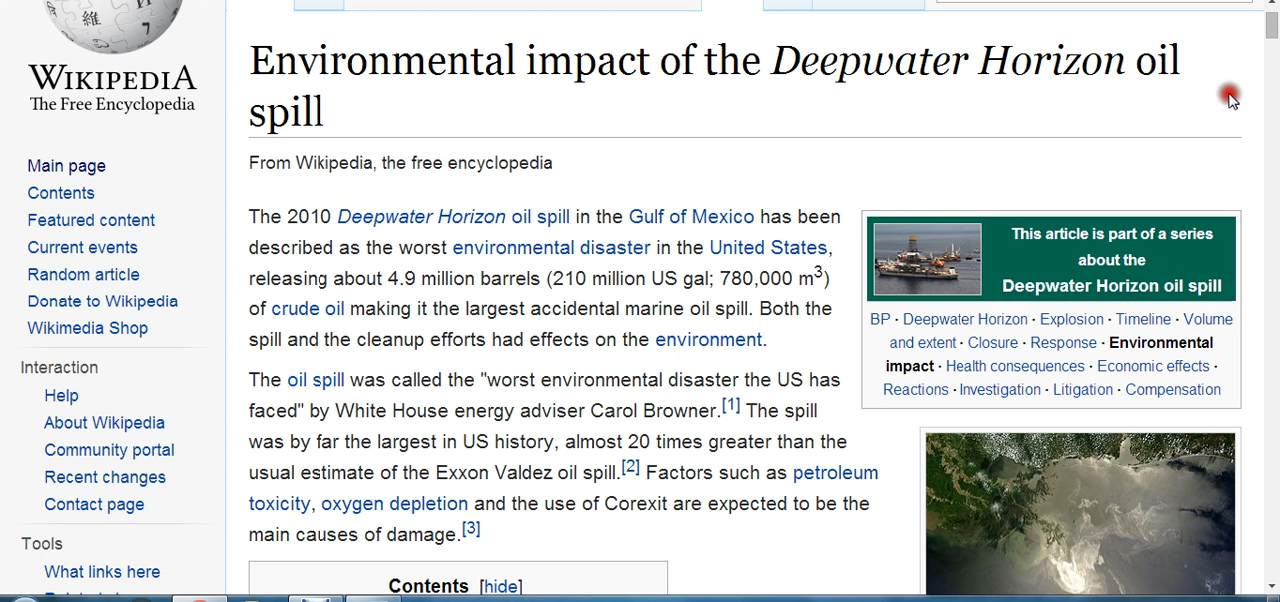 WIKIPEDIA
The Free Encyclopedia
Main page
Contents
Featured content
Current events
Random article
Donate to Wikipedia
Wikimedia Shop
Interaction
Help
About Wikipedia
Community portal
Recent changes
Contact page
Tools
What links here
Environmental impact of the Deepwater Horizon oil
spill
From Wikipedia, the free encyclopedia
The 2010 Deepwater Horizon oil spill in the Gulf of Mexico has been
described as the worst environmental disaster in the United States,
releasing about 4.9 million barrels (210 million US gal; 780,000 m³)
of crude oil making it the largest accidental marine oil spill. Both the
spill and the cleanup efforts had effects on the environment.
The oil spill was called the "worst environmental disaster the US has
faced" by White House energy adviser Carol Browner.[1] The spill
was by far the largest in US history, almost 20 times greater than the
usual estimate of the Exxon Valdez oil spill.[2] Factors such as petroleum
toxicity, oxygen depletion and the use of Corexit are expected to be the
main causes of damage.[3]
Contents [hide]
This article is part of a series
about the
Deepwater Horizon oil spill
BP · Deepwater Horizon · Explosion · Timeline · Volume
and extent · Closure · Response · Environmental
impact · Health consequences · Economic effects ·
Reactions · Investigation · Litigation · Compensation